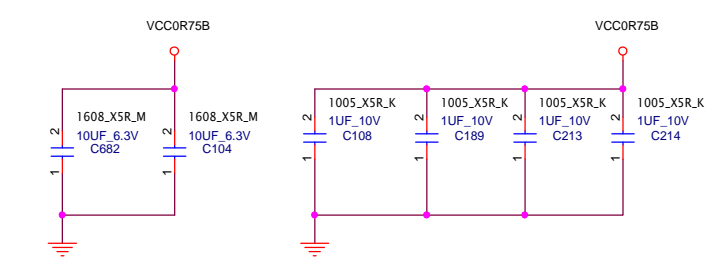 VCC0R75B
VCC0R75B
2
1608_X5R_M
10UF_6.3V
C682
1
2
1608_X5R_M
10UF_6.3V
C104
1
2
1005_X5R_K
1UF_10V
C108
1
2
1005_X5R_K
1UF_10V
C189
1
2
1005_X5R_K
1UF_10V
C213
1
2
1005_X5R_K
1UF_10V
C214
1